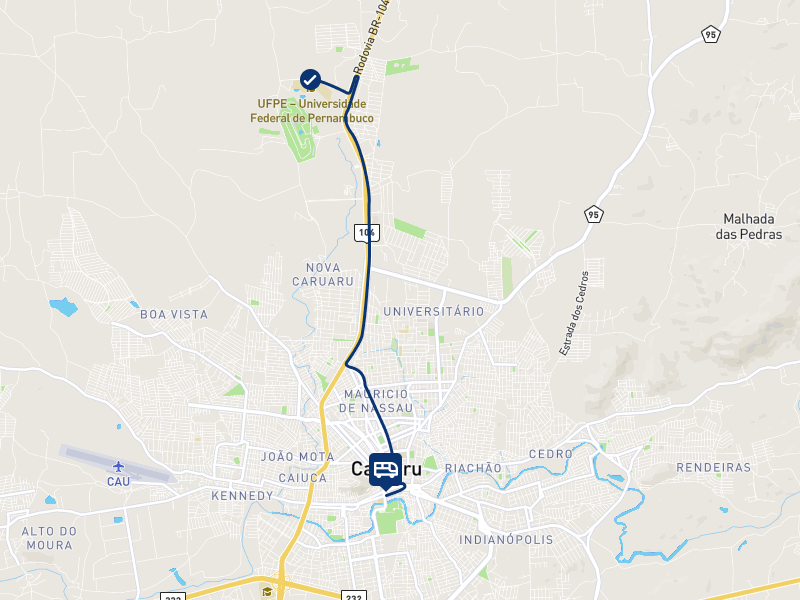 Rodovia BR-104
95
UFPE – Universidade
Federal de Pernambuco
95
Malhada
das Pedras
104
NOVA
CARUARU
BOA VISTA
UNIVERSITÁRIO
Estrada dos Cedros
MAURICIO
DE NASSAU
JOÃO MOTA
CEDRO
RIACHÃO
RENDEIRAS
CAIUCA
CAU
KENNEDY
ALTO DO
MOURA
INDIANÓPOLIS
232
232